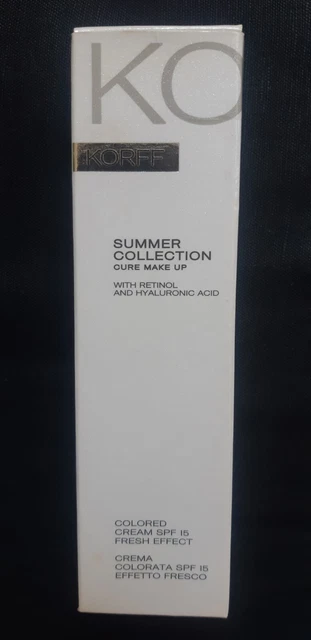 KO
KORFF
SUMMER
COLLECTION
CURE MAKE UP
WITH RETINOL
AND HYALURONIC ACID
COLORED
CREAM SPF 15
FRESH EFFECT
CREMA
COLORATA SPF 15
EFFETTO FRESCO